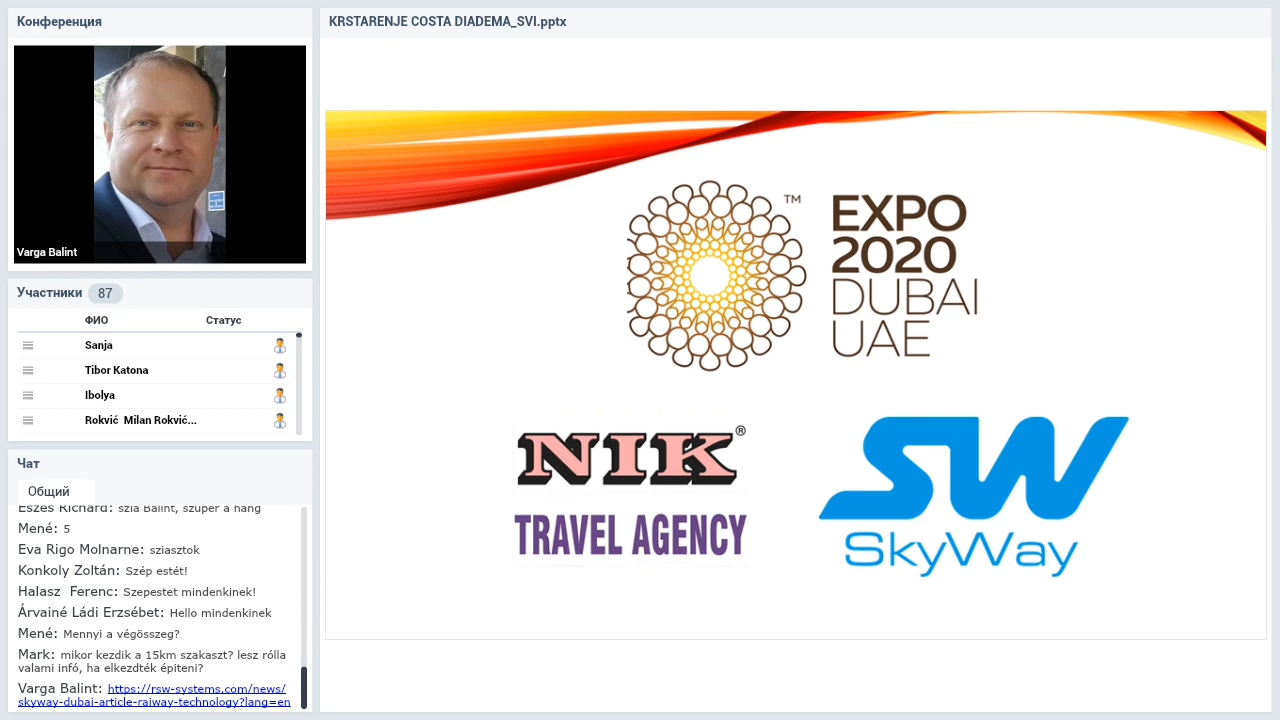 Конференция
Varga Balint
Участники 87
ФИО Статус
Sanja
Tibor Katona
Ibolya
Rokvić Milan Rokvić...
Чат
Общий
Eszes Richárd: szia Bálint, szuper a hang
Mené: 5
Eva Rigo Molnarne: sziasztok
Konkoly Zoltán: Szép estét!
Halasz Ferenc: Szepestet mindenkinek!
Árvainé Ládi Erzsébet: Hello mindenkinek
Mené: Mennyi a végösszeg?
Mark: mikor kezdik a 15km szakaszt? lesz rólla
valami infó, ha elkezdték épiteni?
Varga Balint: https://rsw-systems.com/news/
skyway-dubai-article-raiway-technology?lang=en
KRSTARENJE COSTA DIADEMA_SVI.pptx
TM
EXPO
2020
DUBAI
UAE
NIK®
TRAVEL AGENCY
SW
SkyWay